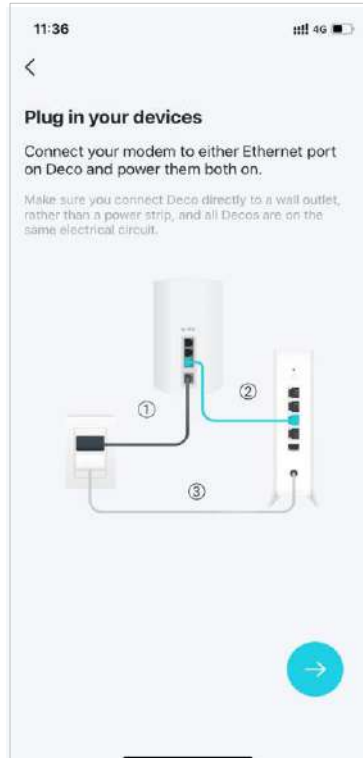 11:36
4G
Plug in your devices
Connect your modem to either Ethernet port
on Deco and power them both on.
Make sure you connect Deco directly to a wall outlet,
rather than a power strip, and all Decos are on the
same electrical circuit.
①
②
③